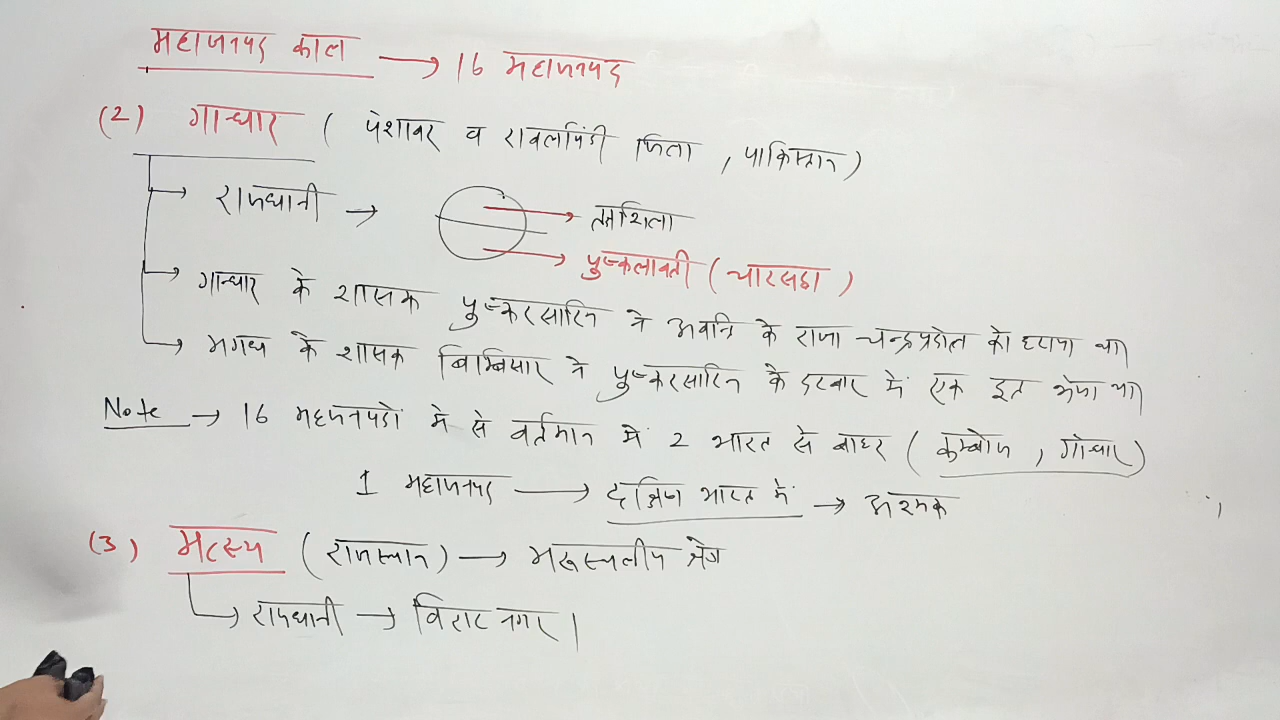 महाजनपद काल → 16 महाजनपद
(2) गान्धार ( पेशावर व रावलपिंडी जिला , पाकिस्तान )
→ राजधानी → → तक्षशिला
→ पुष्कलावती ( चारसद्दा )
→ गान्धार के शासक पुष्करसारिन ने अवन्ति के राजा चन्द्रप्रद्योत को हराया था।
→ मगध के शासक बिम्बिसार ने पुष्करसारिन के दरबार में एक दूत भेजा था।
Note → 16 महाजनपदों में से वर्तमान में 2 भारत से बाहर ( कम्बोज , गांधार )
1 महाजनपद → दक्षिण भारत में → अश्मक
(3) मत्स्य ( राजस्थान ) → मरूस्थलीय क्षेत्र
→ राजधानी → विराटनगर।